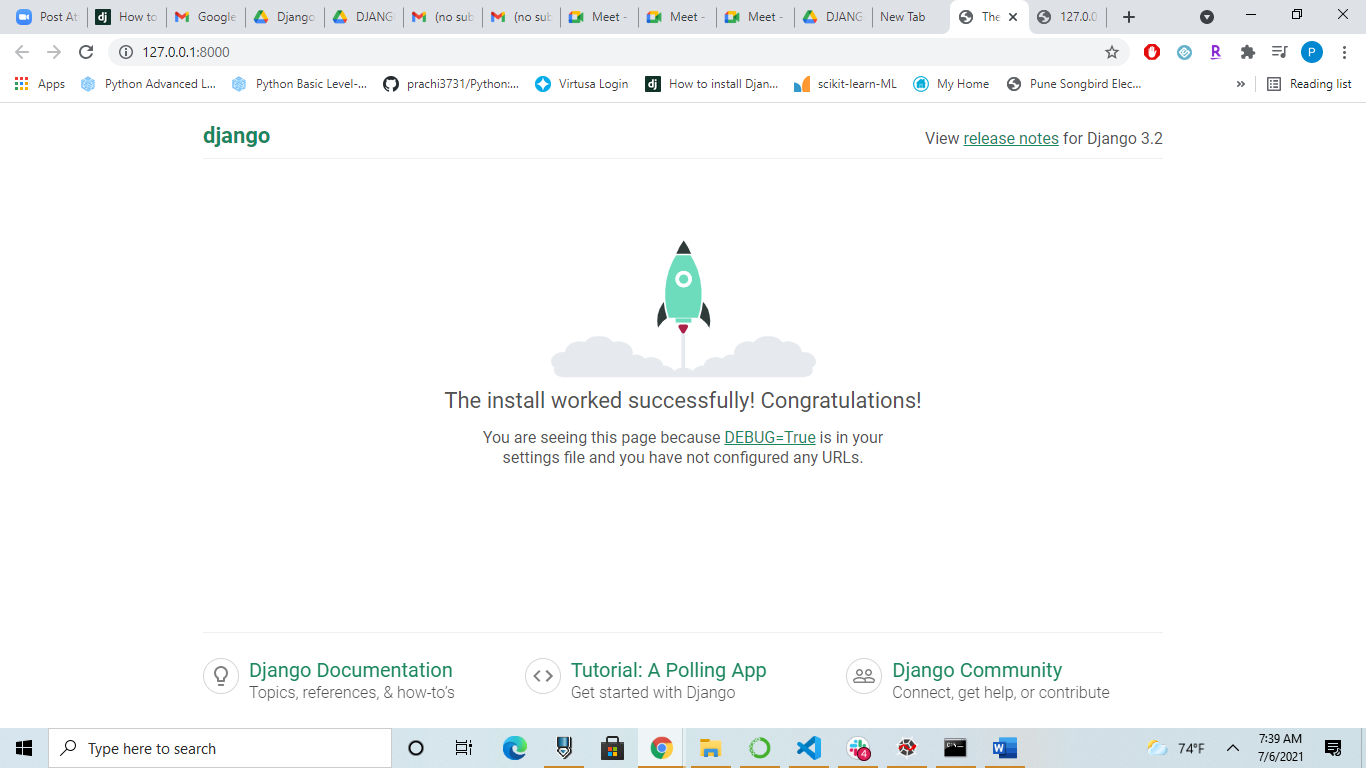 Post At
How to
Google
Django
DJANG
(no sub
(no sub
Meet -
Meet -
Meet -
DJANG
New Tab
The
127.0.0
127.0.0.1:8000
R
P
Apps
Python Advanced L...
Python Basic Level-...
prachi3731/Python:...
Virtusa Login
dj
How to install Djan...
scikit-learn-ML
My Home
Pune Songbird Elec...
»
Reading list
django
View release notes for Django 3.2
The install worked successfully! Congratulations!
You are seeing this page because DEBUG=True is in your
settings file and you have not configured any URLs.
Django Documentation
Topics, references, & how-to's
Tutorial: A Polling App
Get started with Django
Django Community
Connect, get help, or contribute
Type here to search
4
74°F
7:39 AM
7/6/2021